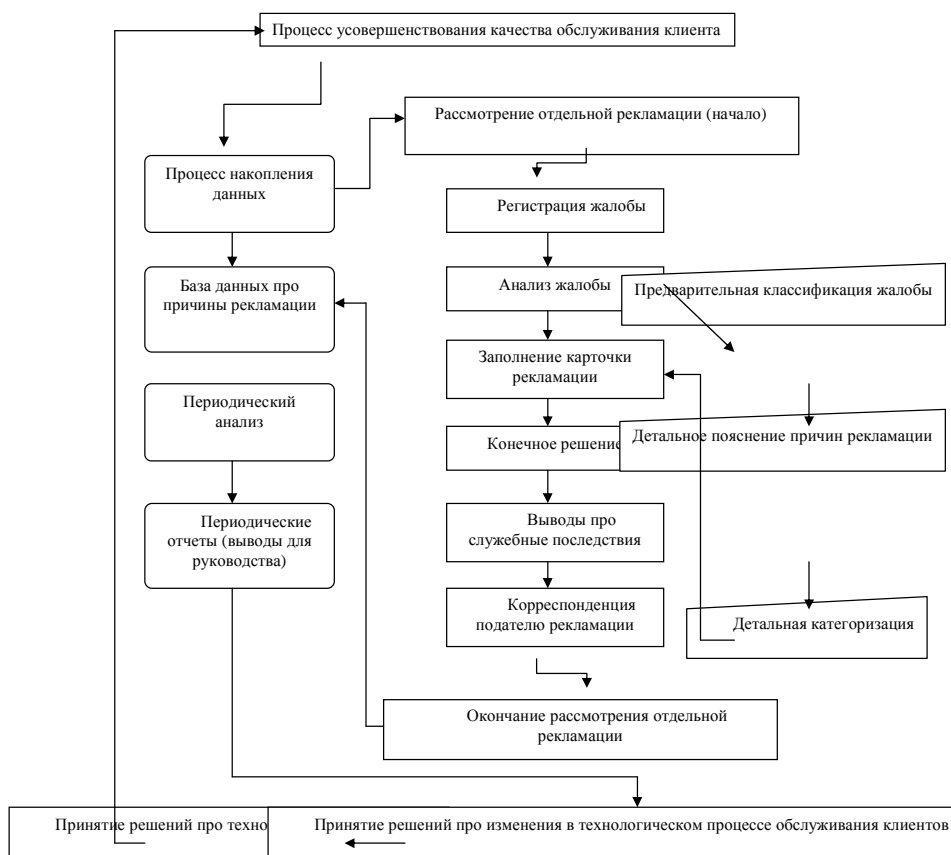 Процесс усовершенствования качества обслуживания клиента
Рассмотрение отдельной рекламации (начало)
Процесс накопления
данных
Регистрация жалобы
База данных про
причины рекламации
Анализ жалобы
Предварительная классификация жалобы
Заполнение карточки
рекламации
Периодический
анализ
Конечное решение
Детальное пояснение причин рекламации
Периодические
отчеты (выводы для
руководства)
Выводы про
служебные последствия
Корреспонденция
подателю рекламации
Детальная категоризация
Окончание рассмотрения отдельной
рекламации
Принятие решений про
Принятие решений про изменения в технологическом процессе обслуживания клиентов